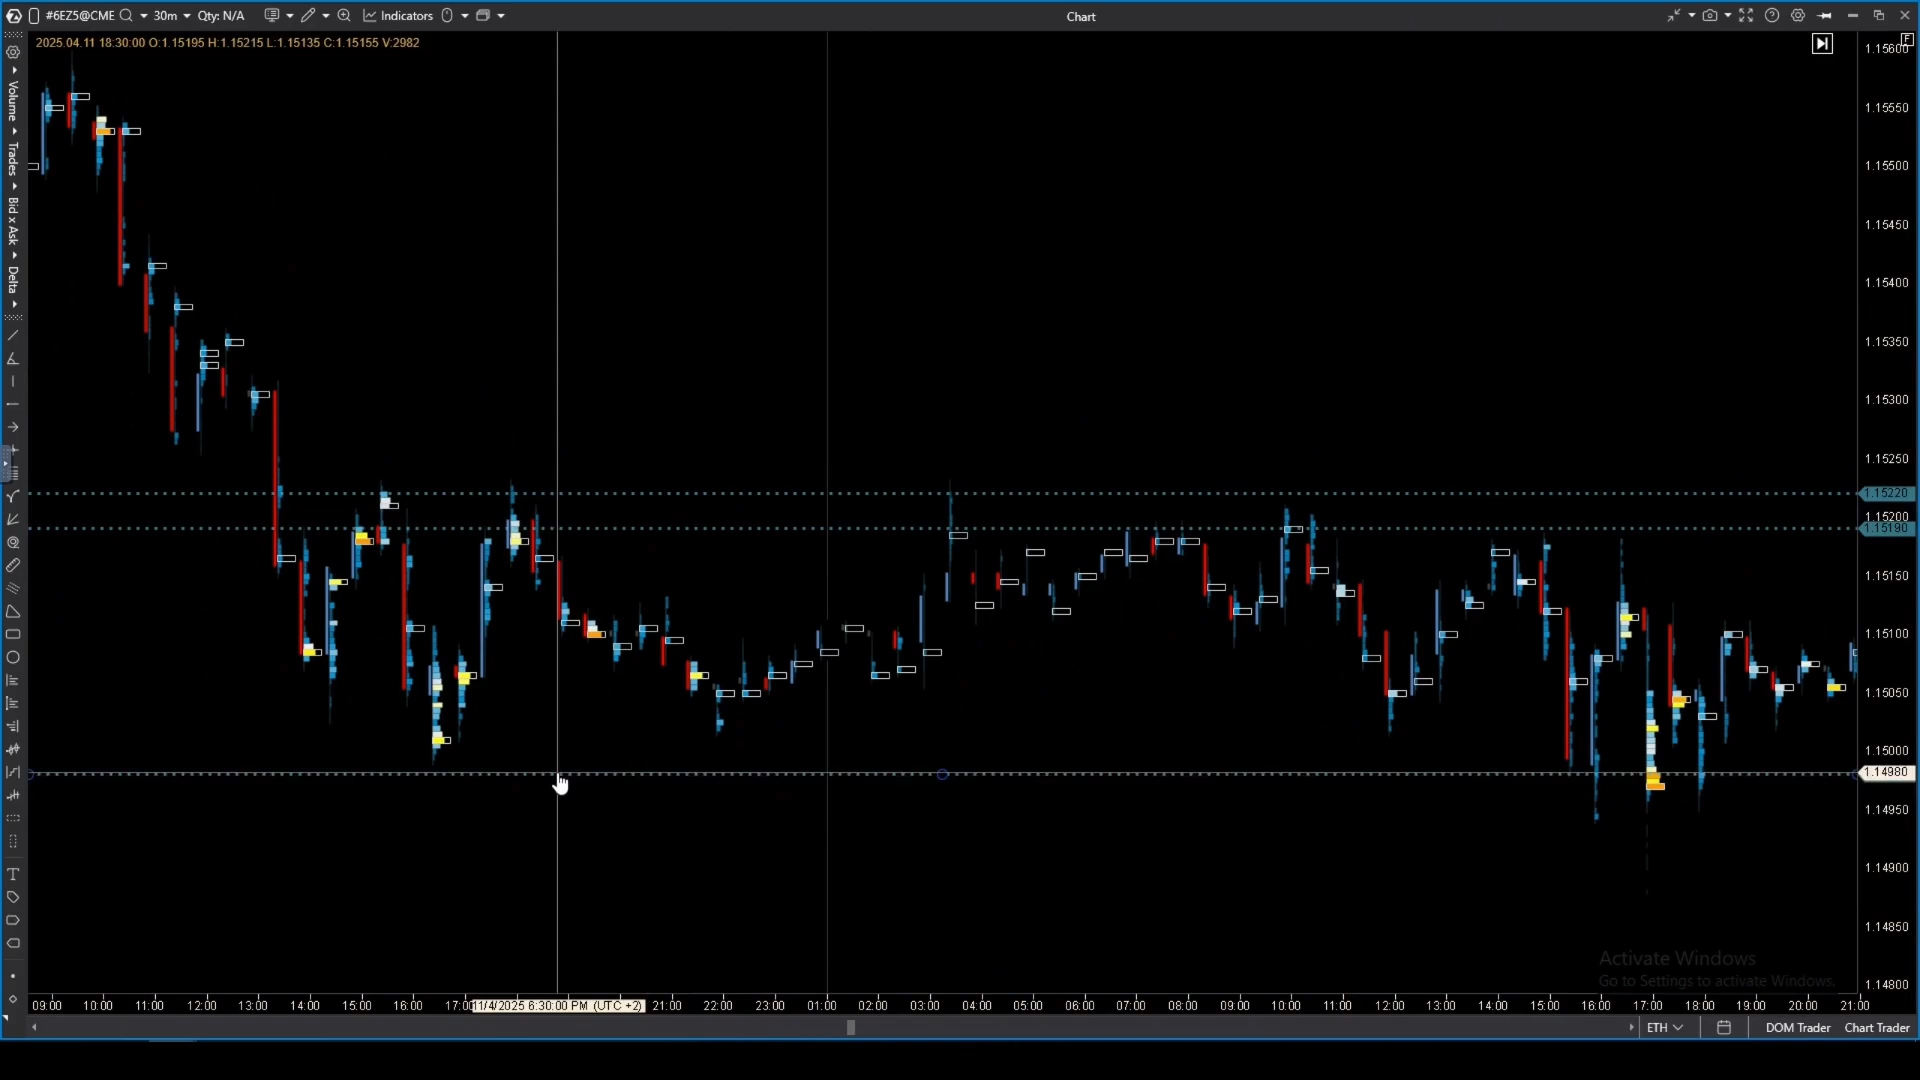 #6EZ5@CME 30m Qty: N/A Indicators Chart
2025.04.11 18:30:00 O:1.15195 H:1.15215 L:1.15135 C:1.15155 V:2982
F
Volume
Trades
Bid x Ask
Delta
1.15600
1.15550
1.15500
1.15450
1.15400
1.15350
1.15300
1.15250
1.15220
1.15200
1.15190
1.15150
1.15100
1.15050
1.15000
1.14980
1.14950
1.14900
1.14850
1.14800
Activate Windows
Go to Settings to activate Windows.
09:00 10:00 11:00 12:00 13:00 14:00 15:00 16:00 17:00 11/4/2025 6:30:00 PM (UTC +2) 21:00 22:00 23:00 01:00 02:00 03:00 04:00 05:00 06:00 07:00 08:00 09:00 10:00 11:00 12:00 13:00 14:00 15:00 16:00 17:00 18:00 19:00 20:00 21:00
ETH DOM Trader Chart Trader